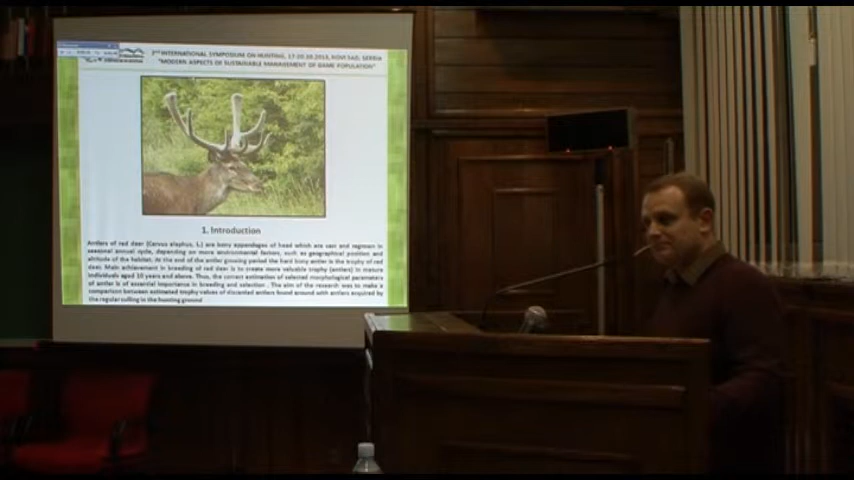 2nd INTERNATIONAL SYMPOSIUM ON HUNTING, 17-20.10.2013, NOVI SAD, SERBIA
"MODERN ASPECTS OF SUSTAINABLE MANAGEMENT OF GAME POPULATION"
1. Introduction
Antlers of red deer (Cervus elaphus, L.) are bony appendages of head which are cast and regrown in
seasonal annual cycle, depending on more environmental factors, such as geographical position and
altitude of the habitat. At the end of the antler growing period the hard bony antler is the trophy of red
deer. Main achievement in breeding of red deer is to create more valuable trophy (antlers) in mature
individuals aged 10 years and above. Thus, the correct estimation of selected morphological parametrs
of antler is of essential importance in breeding and selection . The aim of the research was to make a
comparison between estimated trophy values of discarded antlers found around with antlers acquired by
the regular culling in the hunting ground